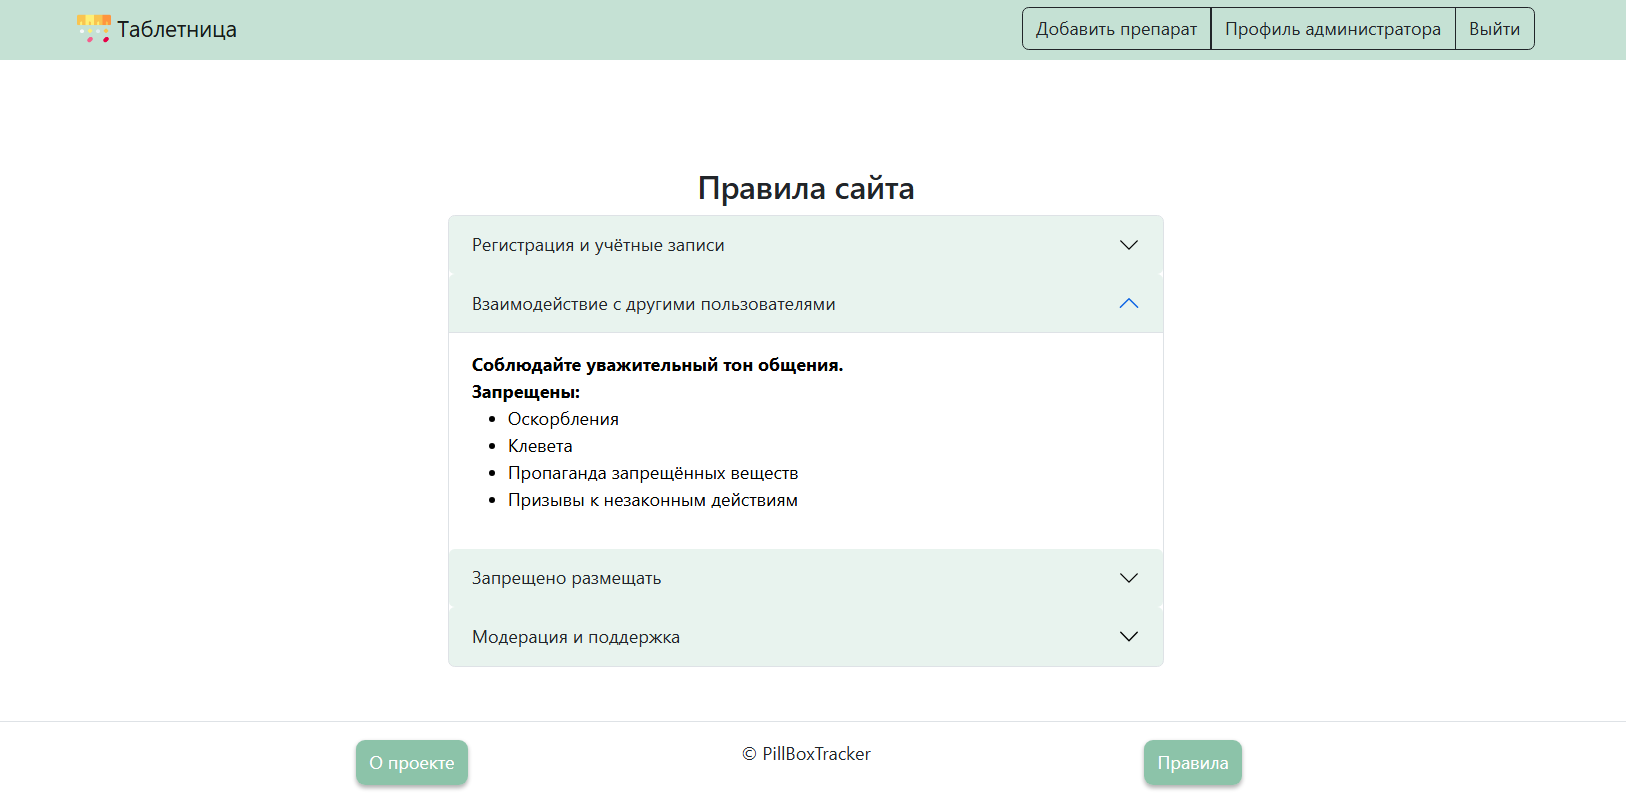 Таблетница
Добавить препарат
Профиль администратора
Выйти
Правила сайта
Регистрация и учётные записи
Взаимодействие с другими пользователями
Соблюдайте уважительный тон общения.
Запрещены:
Оскорбления
Клевета
Пропаганда запрещённых веществ
Призывы к незаконным действиям
Запрещено размещать
Модерация и поддержка
О проекте
© PillBoxTracker
Правила